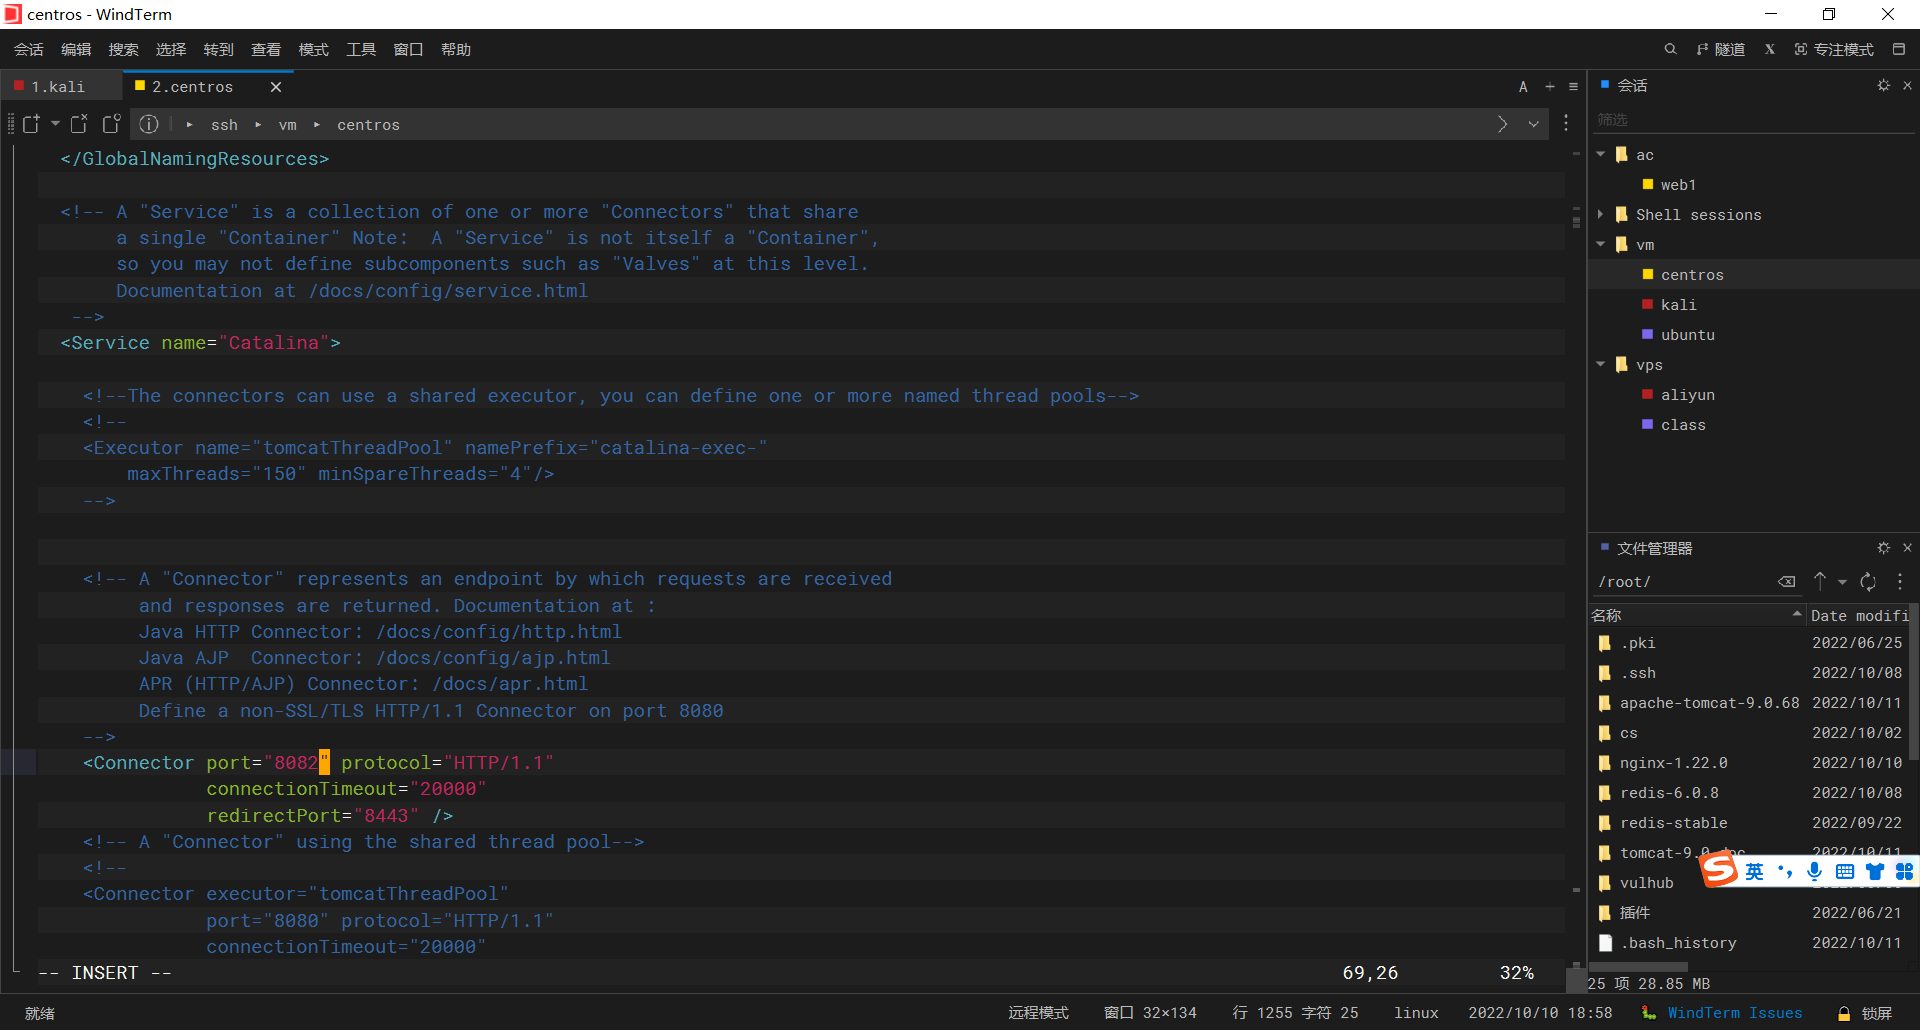 centros - WindTerm
会话 编辑 搜索 选择 转到 查看 模式 工具 窗口 帮助
隧道 X 专注模式
1.kali
2.centros
A
ssh vm centros
</GlobalNamingResources>
<!-- A "Service" is a collection of one or more "Connectors" that share
a single "Container" Note:  A "Service" is not itself a "Container",
so you may not define subcomponents such as "Valves" at this level.
Documentation at /docs/config/service.html
-->
<Service name="Catalina">
<!--The connectors can use a shared executor, you can define one or more named thread pools-->
<!--
<Executor name="tomcatThreadPool" namePrefix="catalina-exec-"
maxThreads="150" minSpareThreads="4"/>
-->
<!-- A "Connector" represents an endpoint by which requests are received
and responses are returned. Documentation at :
Java HTTP Connector: /docs/config/http.html
Java AJP  Connector: /docs/config/ajp.html
APR (HTTP/AJP) Connector: /docs/apr.html
Define a non-SSL/TLS HTTP/1.1 Connector on port 8080
-->
<Connector port="8082" protocol="HTTP/1.1"
connectionTimeout="20000"
redirectPort="8443" />
<!-- A "Connector" using the shared thread pool-->
<!--
<Connector executor="tomcatThreadPool"
port="8080" protocol="HTTP/1.1"
connectionTimeout="20000"
-- INSERT -- 69,26 32%
会话
筛选
ac
web1
Shell sessions
vm
centros
kali
ubuntu
vps
aliyun
class
文件管理器
/root/
名称 Date modifi
.pki 2022/06/25
.ssh 2022/10/08
apache-tomcat-9.0.68 2022/10/11
cs 2022/10/02
nginx-1.22.0 2022/10/10
redis-6.0.8 2022/10/08
redis-stable 2022/09/22
tomcat-9.0 2022/10/11
英
vulhub
插件 2022/06/21
.bash_history 2022/10/11
25 项 28.85 MB
就绪 远程模式 窗口 32×134 行 1255 字符 25 linux 2022/10/10 18:58 WindTerm Issues 锁屏